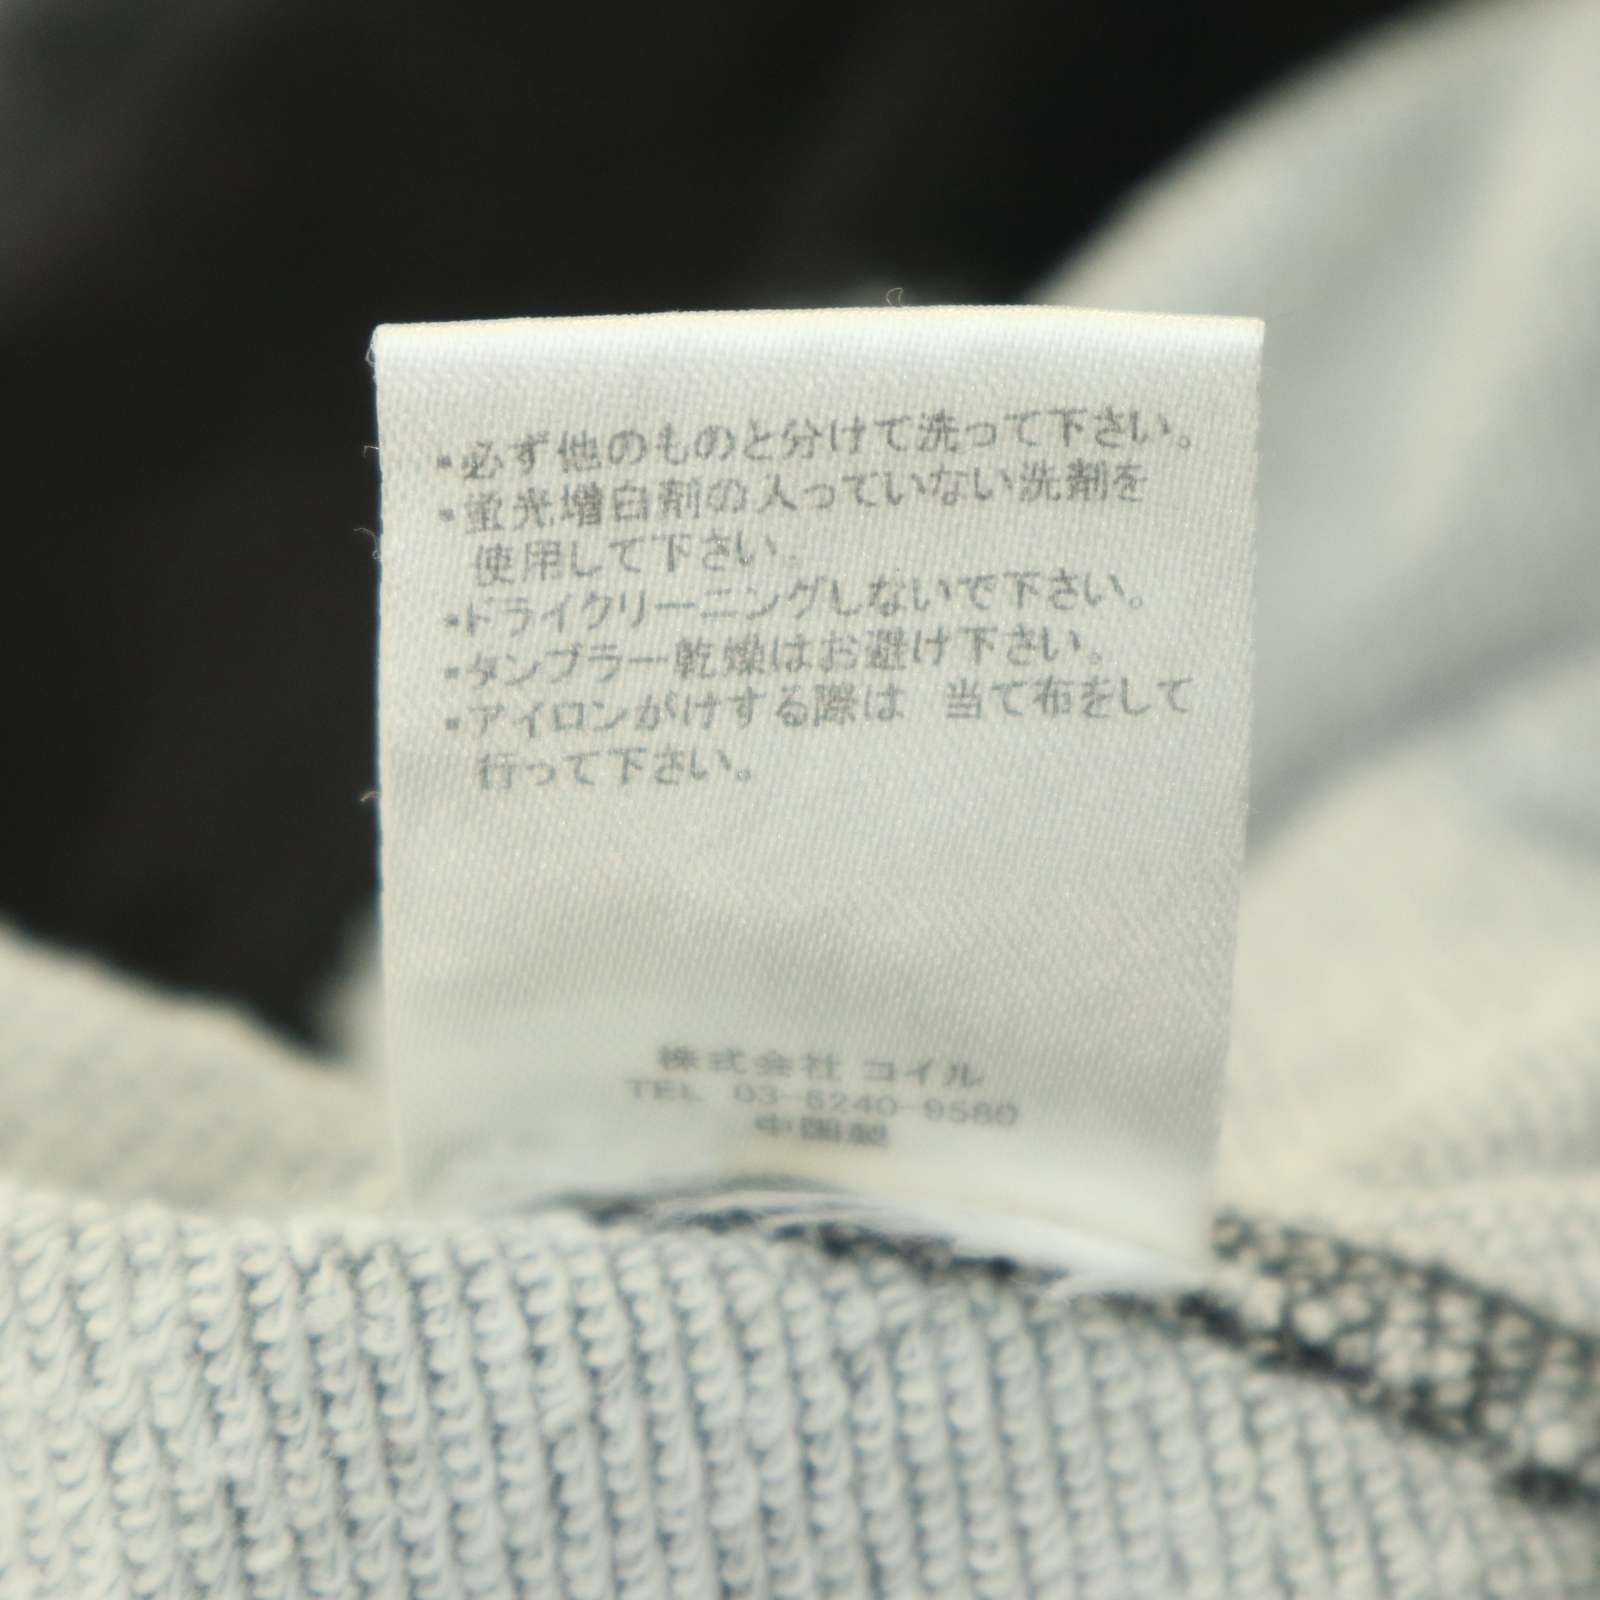 ・必ず他のものと分けて洗って下さい。
・蛍光増白剤の入っていない洗剤を
使用して下さい。
・ドライクリーニングしないで下さい。
・タンブラー乾燥はお避け下さい。
・アイロンがけする際は 当て布をして
行って下さい。
株式会社 コイル
TEL 03-6240-9580
中国製